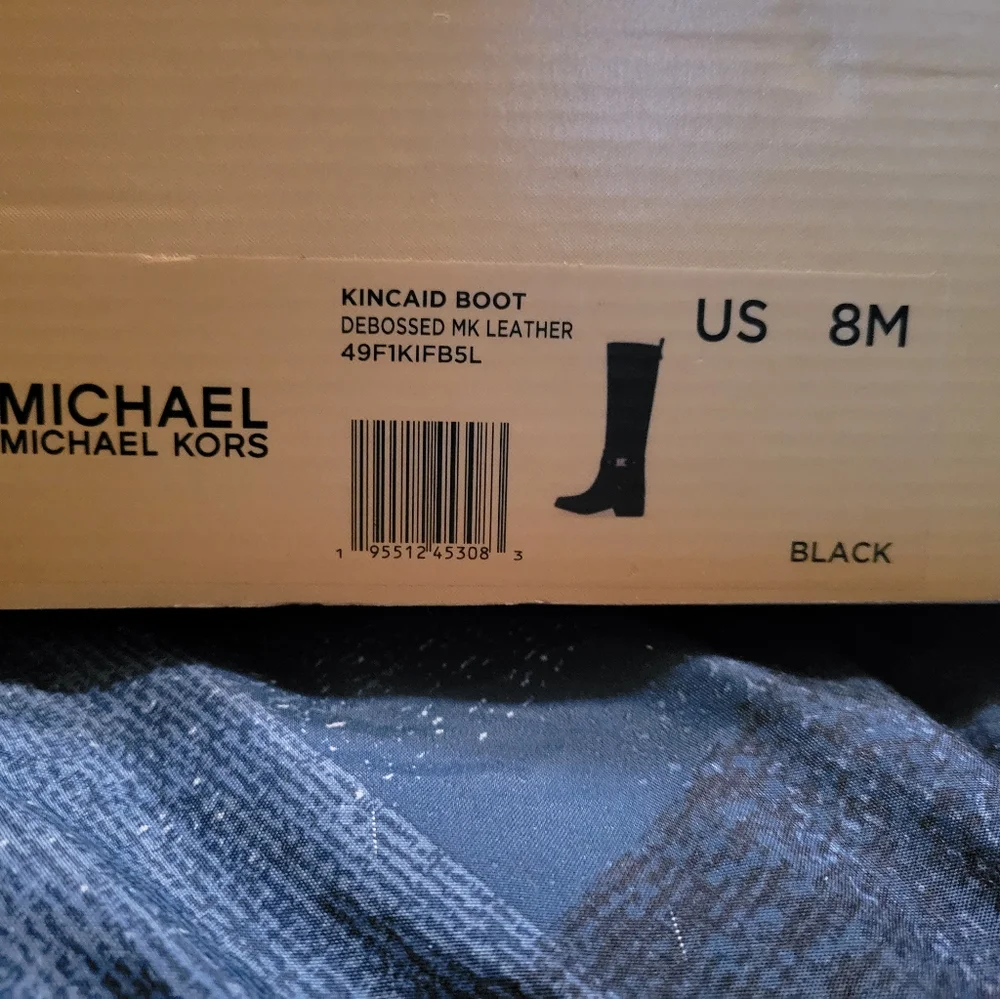 KINCAID BOOT
DEBOSSED MK LEATHER
49F1KIFB5L
US 8M
MICHAEL
MICHAEL KORS
1 95512 45308 3
BLACK